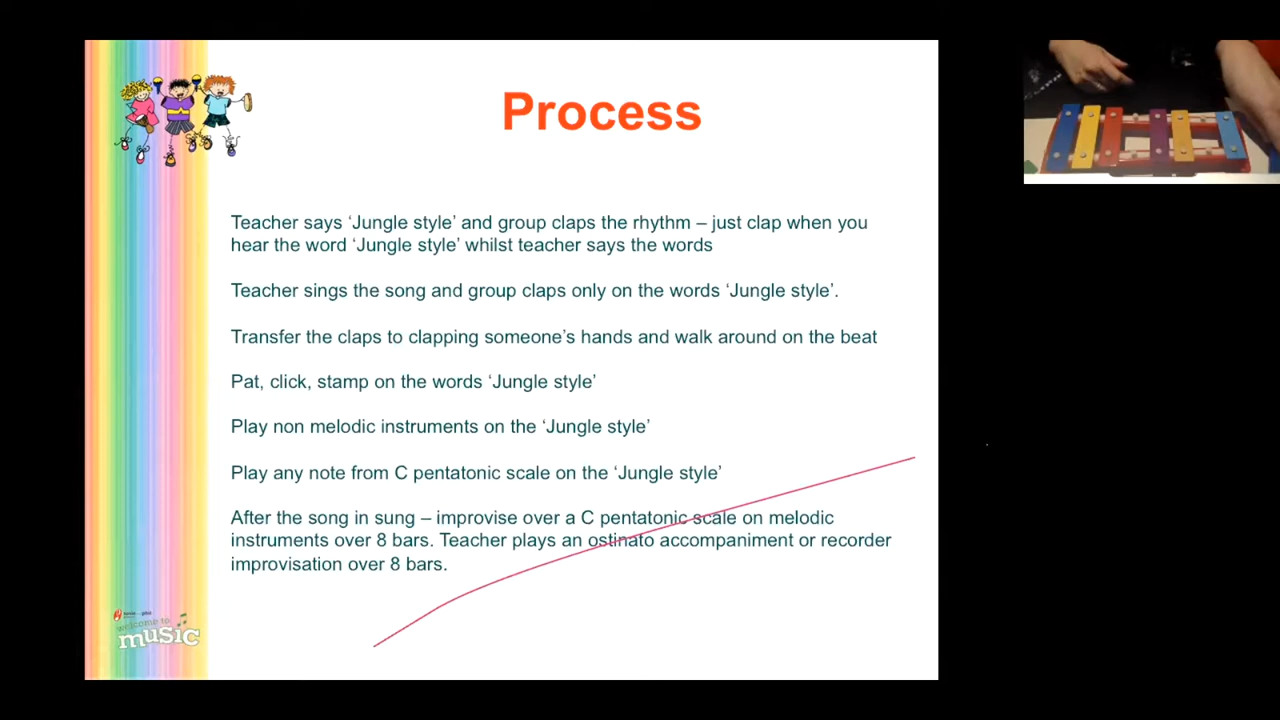 Process
Teacher says ‘Jungle style’ and group claps the rhythm – just clap when you
hear the word ‘Jungle style’ whilst teacher says the words
Teacher sings the song and group claps only on the words ‘Jungle style’.
Transfer the claps to clapping someone’s hands and walk around on the beat
Pat, click, stamp on the words ‘Jungle style’
Play non melodic instruments on the ‘Jungle style’
Play any note from C pentatonic scale on the ‘Jungle style’
After the song in sung – improvise over a C pentatonic scale on melodic
instruments over 8 bars. Teacher plays an ostinato accompaniment or recorder
improvisation over 8 bars.
welcome to
music